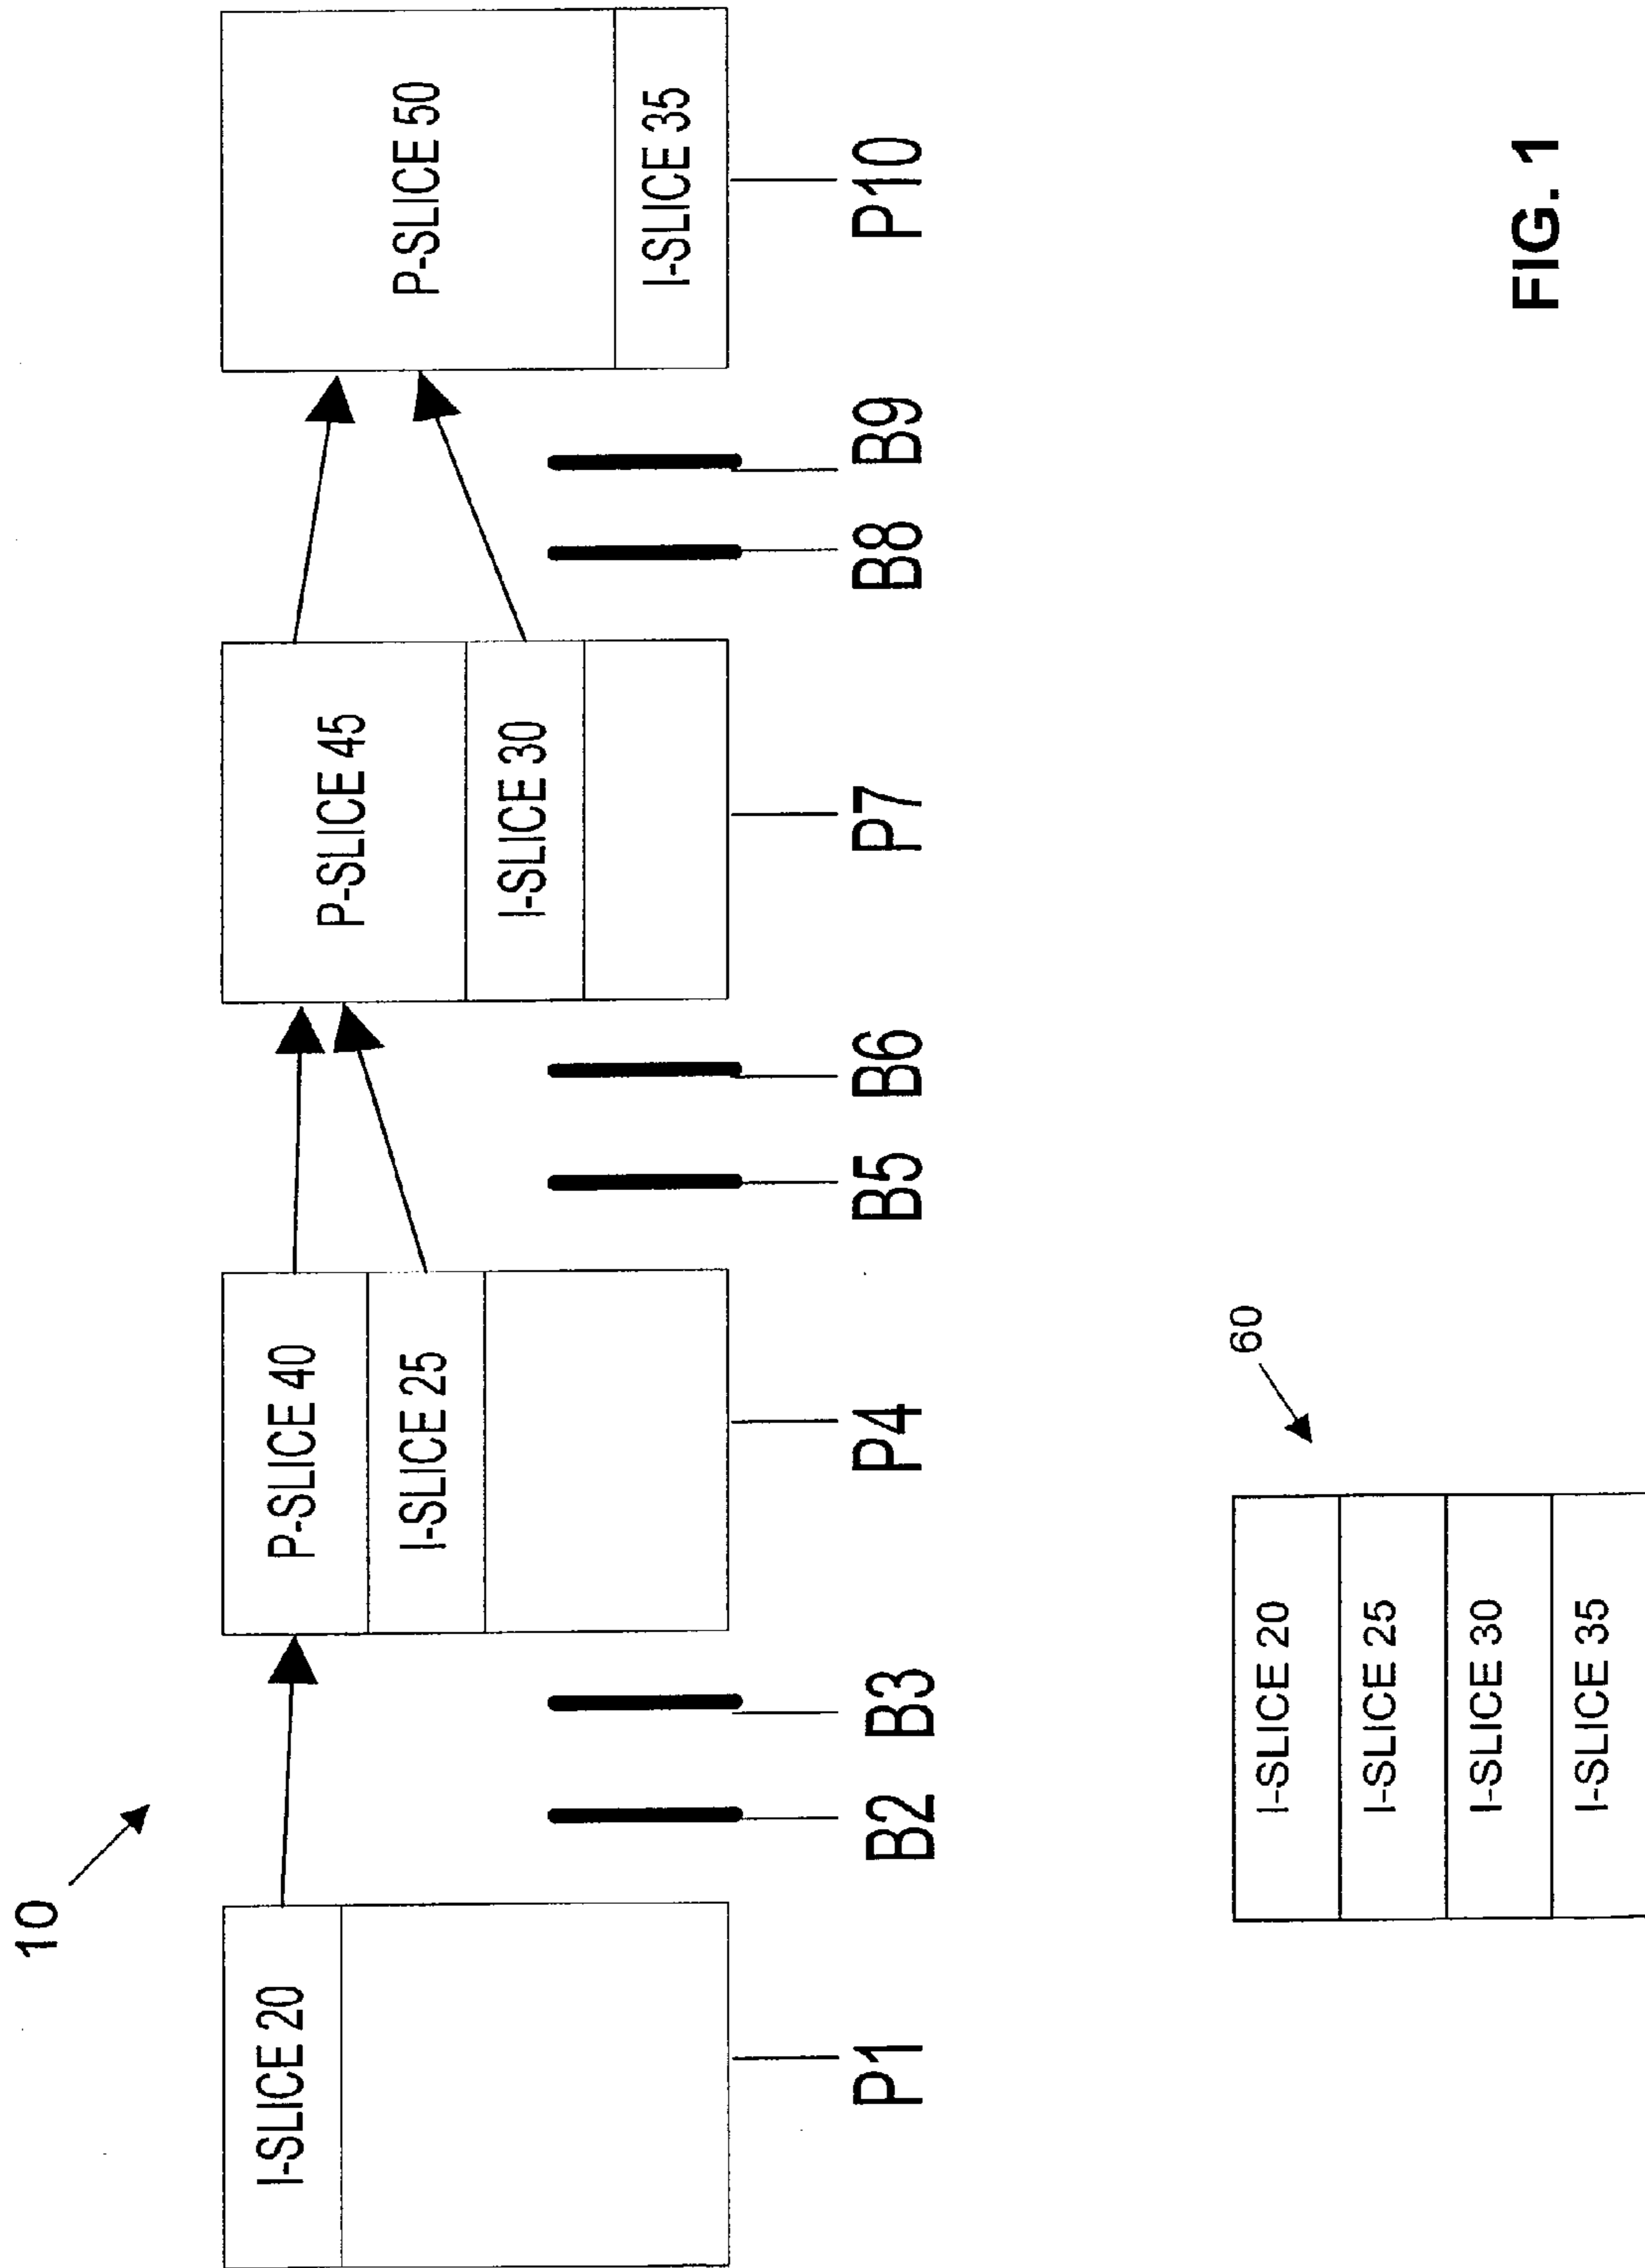 10
I-SLICE 20
P-SLICE 40
I-SLICE 25
P-SLICE 45
I-SLICE 30
P-SLICE 50
I-SLICE 35
P1
B2
B3
P4
B5
B6
P7
B8
B9
P10
60
I-SLICE 20
I-SLICE 25
I-SLICE 30
I-SLICE 35
FIG. 1